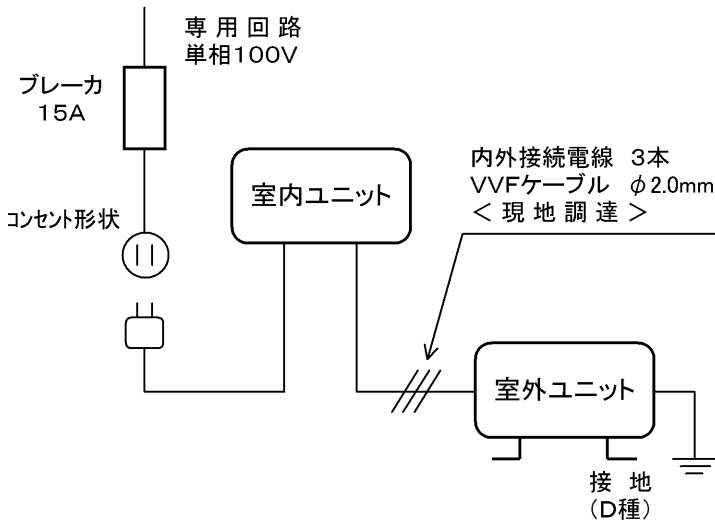 専用回路
単相100V
ブレーカ
15A
コンセント形状
室内ユニット
内外接続電線 3本
VVFケーブル φ2.0mm
＜現地調達＞
室外ユニット
接地
(D種)